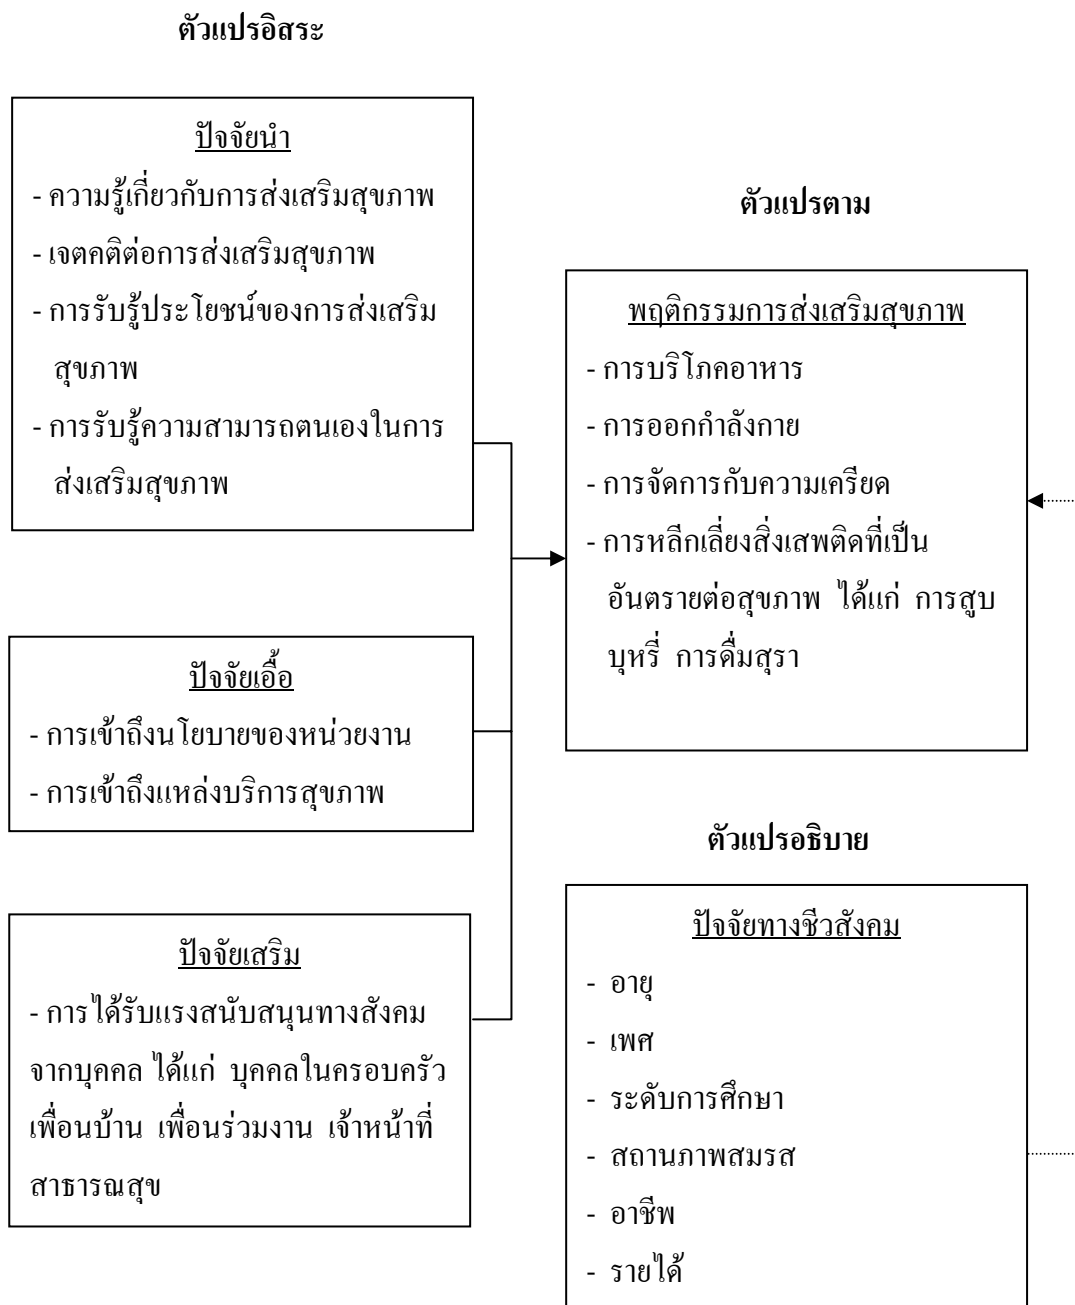 ตัวแปรอิสระ
ปัจจัยนำ
- ความรู้เกี่ยวกับการส่งเสริมสุขภาพ
- เจตคติต่อการส่งเสริมสุขภาพ
- การรับรู้ประโยชน์ของการส่งเสริม
สุขภาพ
- การรับรู้ความสามารถตนเองในการ
ส่งเสริมสุขภาพ
ปัจจัยเอื้อ
- การเข้าถึงนโยบายของหน่วยงาน
- การเข้าถึงแหล่งบริการสุขภาพ
ปัจจัยเสริม
- การได้รับแรงสนับสนุนทางสังคม
จากบุคคล ได้แก่ บุคคลในครอบครัว
เพื่อนบ้าน เพื่อนร่วมงาน เจ้าหน้าที่
สาธารณสุข
ตัวแปรตาม
พฤติกรรมการส่งเสริมสุขภาพ
- การบริโภคอาหาร
- การออกกำลังกาย
- การจัดการกับความเครียด
- การหลีกเลี่ยงสิ่งเสพติดที่เป็น
อันตรายต่อสุขภาพ ได้แก่ การสูบ
บุหรี่ การดื่มสุรา
ตัวแปรอธิบาย
ปัจจัยทางชีวสังคม
- อายุ
- เพศ
- ระดับการศึกษา
- สถานภาพสมรส
- อาชีพ
- รายได้